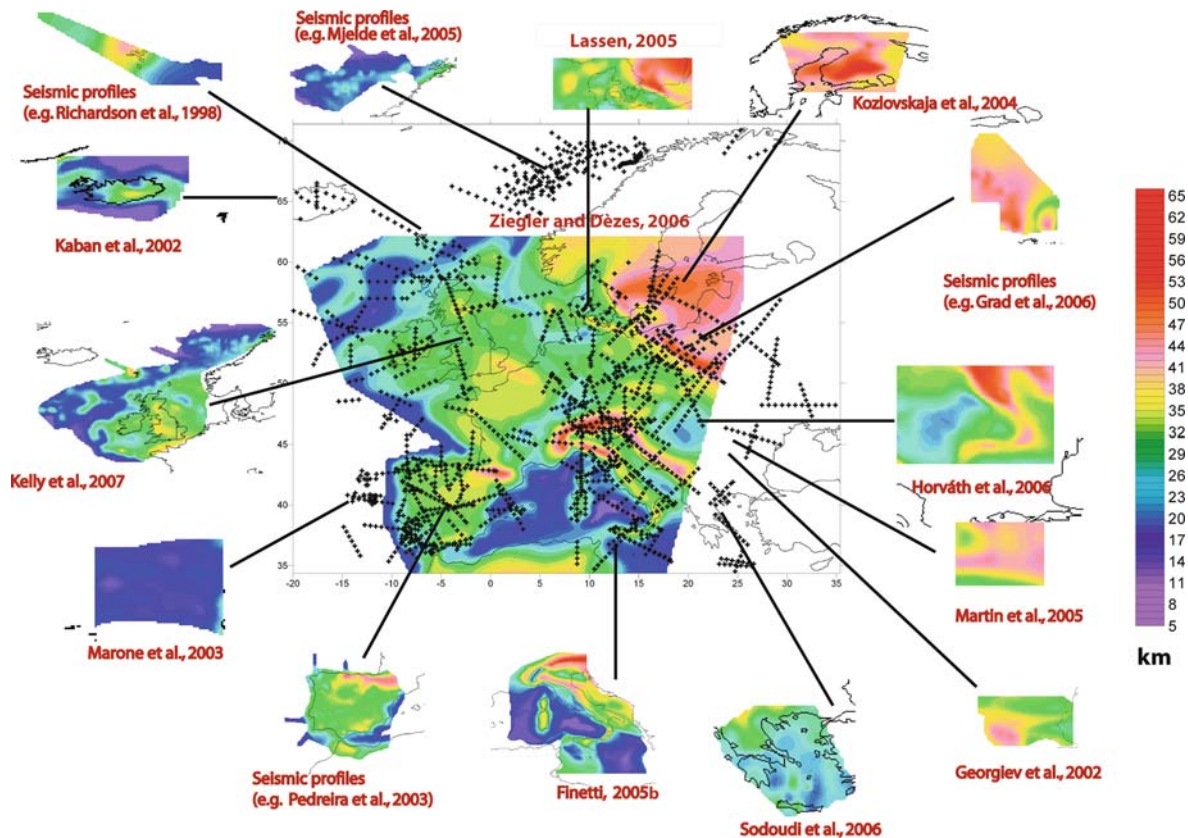 Seismic profiles
(e.g. Mjelde et al., 2005)
Lassen, 2005
Seismic profiles
(e.g. Richardson et al., 1998)
Kozlovskaja et al. 2004
Kaban et al., 2002
Ziegler and Dèzes, 2006
Seismic profiles
(e.g. Grad et al., 2006)
Kelly et al., 2007
Horváth et al., 2006
Marone et al., 2003
Martin et al., 2005
Seismic profiles
(e.g. Pedreira et al., 2003)
Finetti, 2005b
Sodoudi et al., 2006
Georgiev et al., 2002
70
65
60
55
50
45
40
35
-20
-15
-10
-5
0
5
10
15
20
25
30
35
65
62
59
56
53
50
47
44
41
38
35
32
29
26
23
20
17
14
11
8
5
km